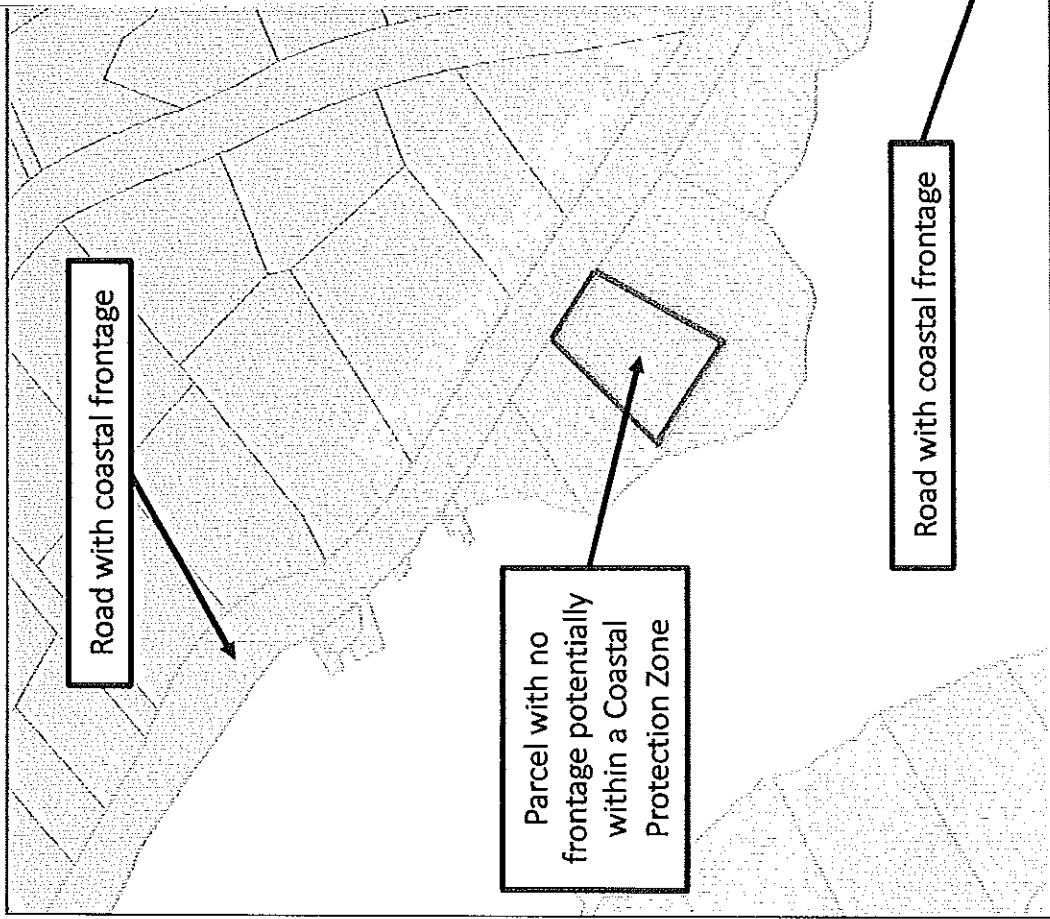 Road with coastal frontage
Parcel with no
frontage potentially
within a Coastal
Protection Zone
Road with coastal frontage